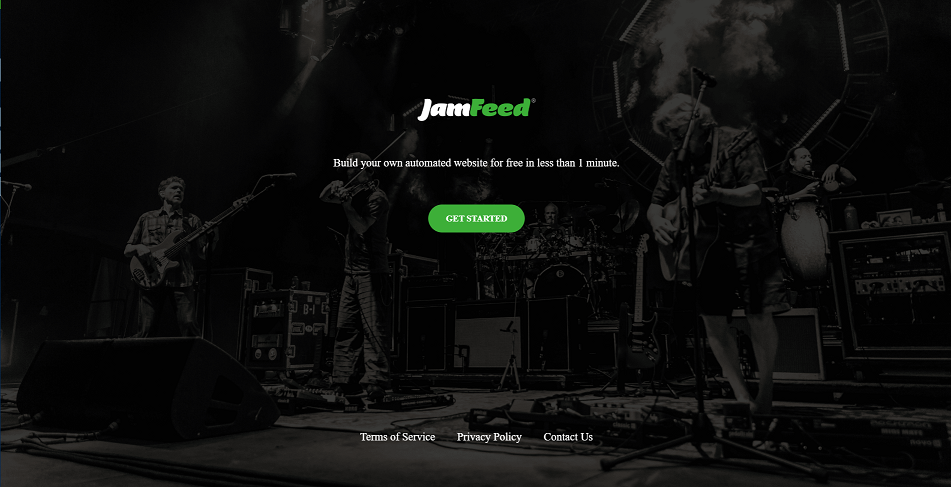 JamFeed®
Build your own automated website for free in less than 1 minute.
GET STARTED
Terms of Service Privacy Policy Contact Us